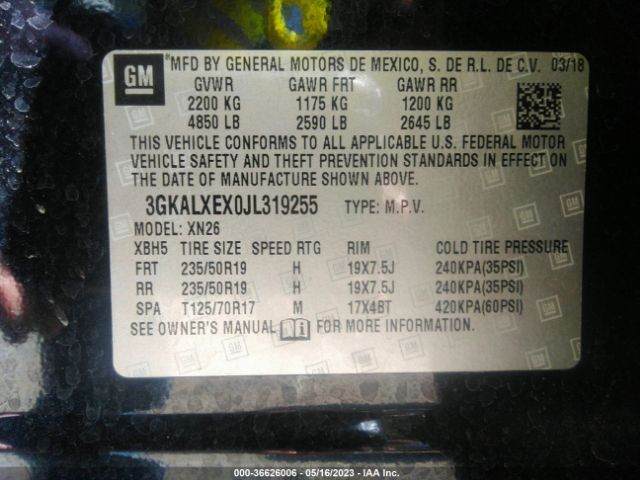 GM
MFD BY GENERAL MOTORS DE MEXICO, S. DE R.L. DE C.V. 03/18
GVWR GAWR FRT GAWR RR
2200 KG 1175 KG 1200 KG
4850 LB 2590 LB 2645 LB
THIS VEHICLE CONFORMS TO ALL APPLICABLE U.S. FEDERAL MOTOR
VEHICLE SAFETY AND THEFT PREVENTION STANDARDS IN EFFECT ON
THE DATE OF MANUFACTURE SHOWN ABOVE.
3GKALXEX0JL319255 TYPE: M.P.V.
MODEL: XN26
XBH5 TIRE SIZE SPEED RTG RIM COLD TIRE PRESSURE
FRT 235/50R19 H 19X7.5J 240KPA(35PSI)
RR 235/50R19 H 19X7.5J 240KPA(35PSI)
SPA T125/70R17 M 17X4BT 420KPA(60PSI)
SEE OWNER'S MANUAL FOR MORE INFORMATION.
000-36626006 - 05/16/2023 - IAA Inc.